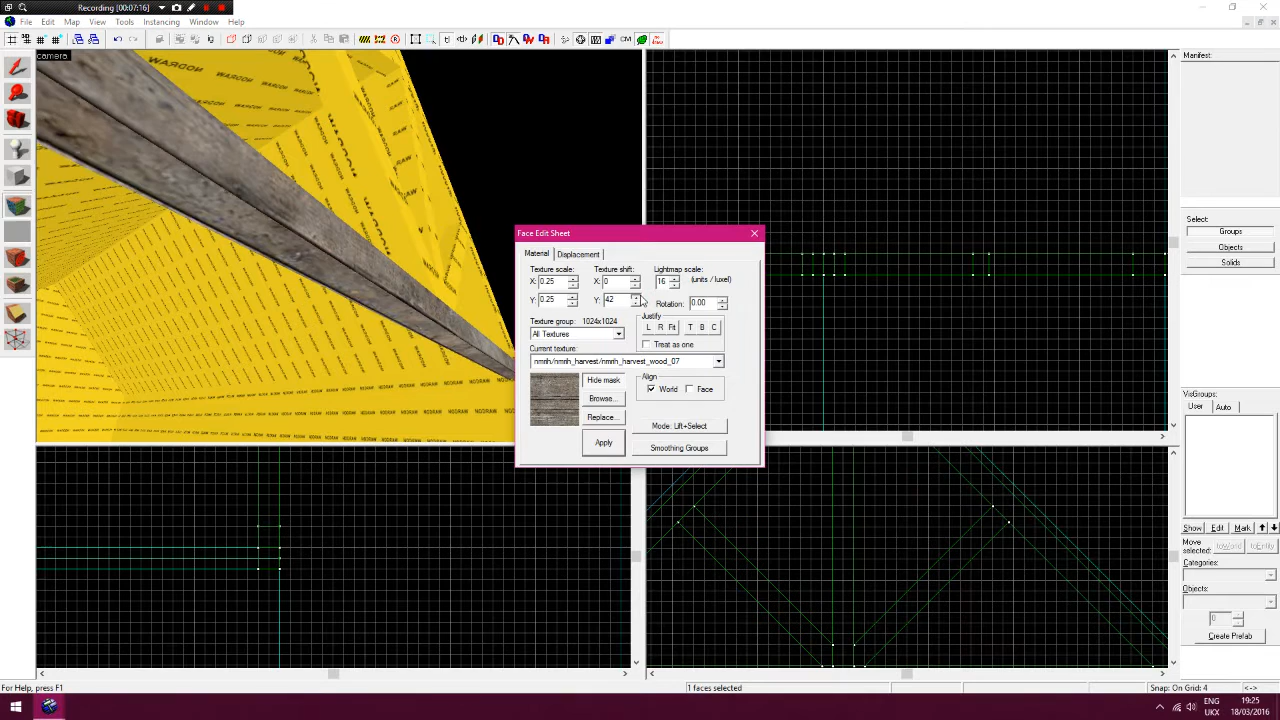 Recording [00:07:16]
File Edit Map View Tools Instancing Window Help
camera
Manifest:
Select:
Groups
Objects
Solids
Face Edit Sheet
Material Displacement
Texture scale: Texture shift: Lightmap scale:
X: 0.25 X: 0 16 (units / luxel)
Y: 0.25 Y: 42 Rotation: 0.00
Texture group: 1024x1024 Justify
All Textures L R Fit T B C
Current texture: Treat as one
nmrih/nmrih_harvest/nmrih_harvest_wood_07
Hide mask Align
World Face
Browse...
Replace...
Mode: Lift+Select
Apply
Smoothing Groups
VisGroups:
User Auto
Show Edit Mark
Move selected: toWorld toEntity
Categories:
Objects:
0
Create Prefab
For Help, press F1 1 faces selected Snap: On Grid: 4 <->
ENG 19:25
UKX 18/03/2016